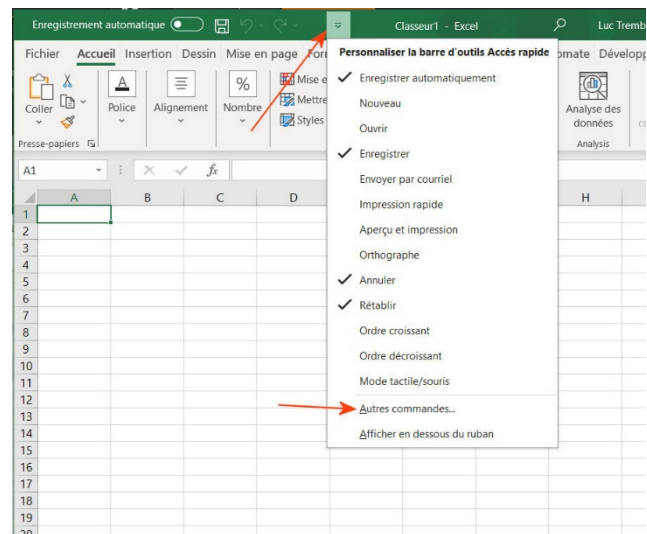 Enregistrement automatique Classeur1 - Excel Luc Tremb
Fichier Accueil Insertion Dessin Mise en page For omate Dévelop
Coller Police Alignement Nombre Mise e
Mettre
Styles
Analyse des
données
Presse-papiers Analysis
Personnaliser la barre d'outils Accès rapide
Enregistrer automatiquement
Nouveau
Ouvrir
Enregistrer
Envoyer par courriel
Impression rapide
Aperçu et impression
Orthographe
Annuler
Rétablir
Ordre croissant
Ordre décroissant
Mode tactile/souris
Autres commandes...
Afficher en dessous du ruban
A1 fx
A B C D H
1
2
3
4
5
6
7
8
9
10
11
12
13
14
15
16
17
18
19
20